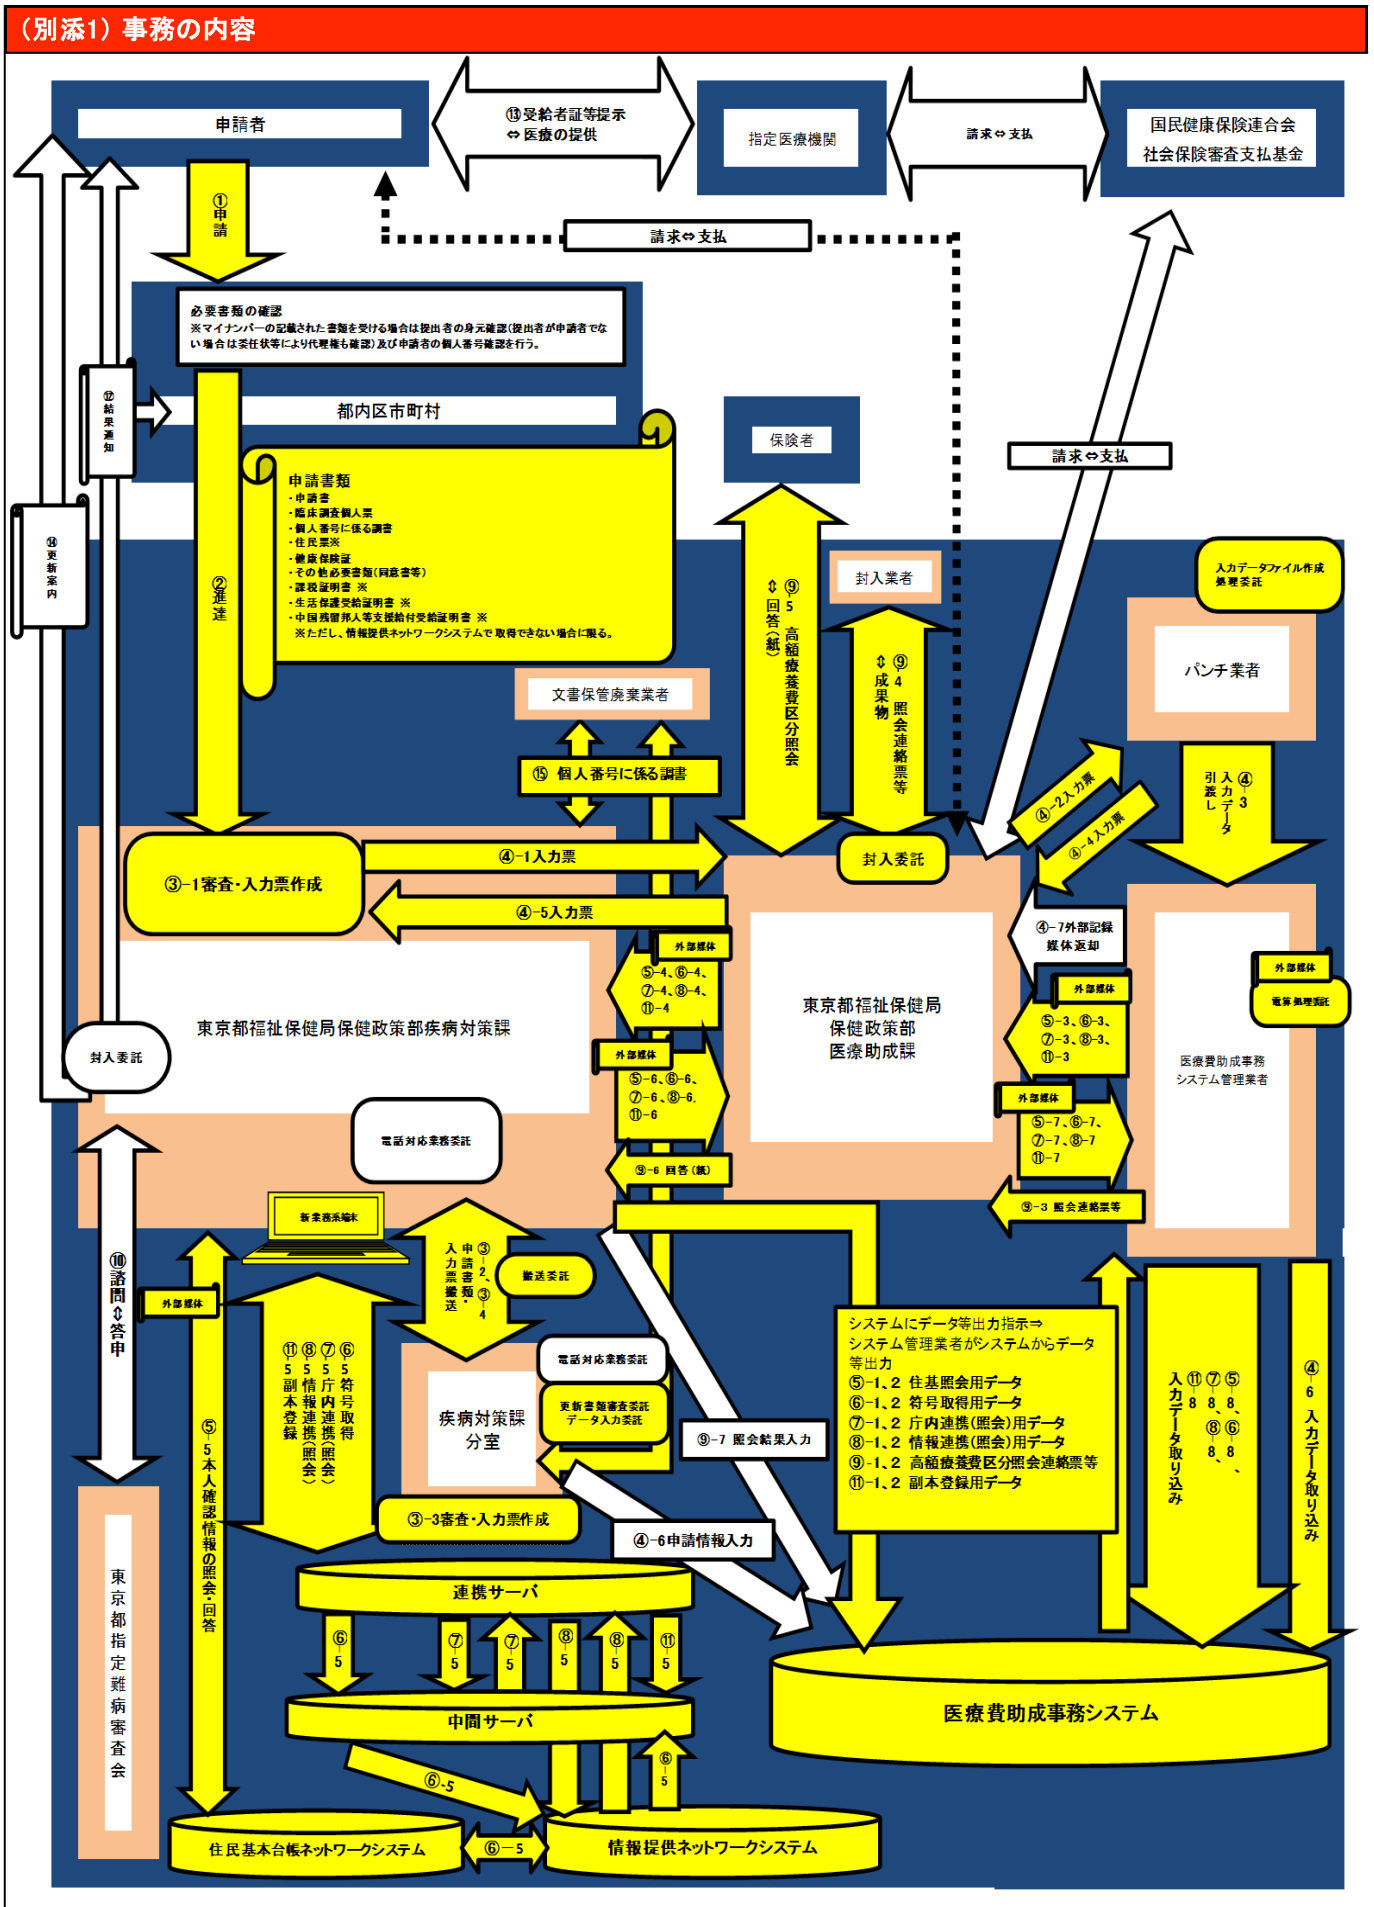 （別添1）事務の内容
申請者
⑬受給者証等提示
⇔医療の提供
指定医療機関
請求⇔支払
国民健康保険連合会
社会保険審査支払基金
①申請
請求⇔支払
必要書類の確認
※マイナンバーの記載された書類を受ける場合は提出者の身元確認（提出者が申請者でな
い場合は委任状等により代理権も確認）及び申請者の個人番号確認を行う。
⑫結果通知
都内区市町村
保険者
請求⇔支払
申請書類
・申請書
・臨床調査個人票
・個人番号に係る調書
・住民票※
・健康保険証
・その他必要書類（同意書等）
・課税証明書 ※
・生活保護受給証明書 ※
・中国残留邦人等支援給付受給証明書 ※
※ただし、情報提供ネットワークシステムで取得できない場合に限る。
⑭更新案内
②進達
⑨-5 高額療養費区分照会
⇔回答（紙）
封入業者
⑨-4 照会連絡票等
⇔成果物
入力データファイル作成
処理委託
パンチ業者
文書保管廃棄業者
⑮ 個人番号に係る調書
④-2入力票
④-4入力票
④-3
入力データ
引渡し
③-1審査・入力票作成
④-1入力票
④-5入力票
封入委託
④-7外部記録
媒体返却
外部媒体
⑤-4、⑥-4、
⑦-4、⑧-4、
⑪-4
外部媒体
⑤-3、⑥-3、
⑦-3、⑧-3、
⑪-3
外部媒体
電算処理委託
東京都福祉保健局保健政策部疾病対策課
東京都福祉保健局
保健政策部
医療助成課
医療費助成事務
システム管理業者
封入委託
外部媒体
⑤-6、⑥-6、
⑦-6、⑧-6、
⑪-6
外部媒体
⑤-7、⑥-7、
⑦-7、⑧-7
⑪-7
電話対応業務委託
⑨-6 回答（紙）
⑨-3 照会連絡票等
新業務系端末
⑩諮問⇔答申
外部媒体
③-2、③-4
申請書類・
入力票搬送
搬送委託
⑥-5符号取得
⑦-5庁内連携（照会）
⑧-5情報連携（照会）
⑪-5副本登録
⑤-5本人確認情報の照会・回答
疾病対策課
分室
電話対応業務委託
更新書類審査委託
データ入力委託
③-3審査・入力票作成
⑨-7 照会結果入力
④-6申請情報入力
システムにデータ等出力指示⇒
システム管理業者がシステムからデータ
等出力
⑤-1、2 住基照会用データ
⑥-1、2 符号取得用データ
⑦-1、2 庁内連携（照会）用データ
⑧-1、2 情報連携（照会）用データ
⑨-1、2 高額療養費区分照会連絡票等
⑪-1、2 副本登録用データ
⑤-8、⑥-8、
⑦-8、⑧-8、
⑪-8
入力データ取り込み
④-6 入力データ取り込み
東京都指定難病審査会
連携サーバ
⑥-5
⑦-5
⑦-5
⑧-5
⑧-5
⑪-5
中間サーバ
⑥-5
⑥-5
医療費助成事務システム
住民基本台帳ネットワークシステム
⑥-5
情報提供ネットワークシステム